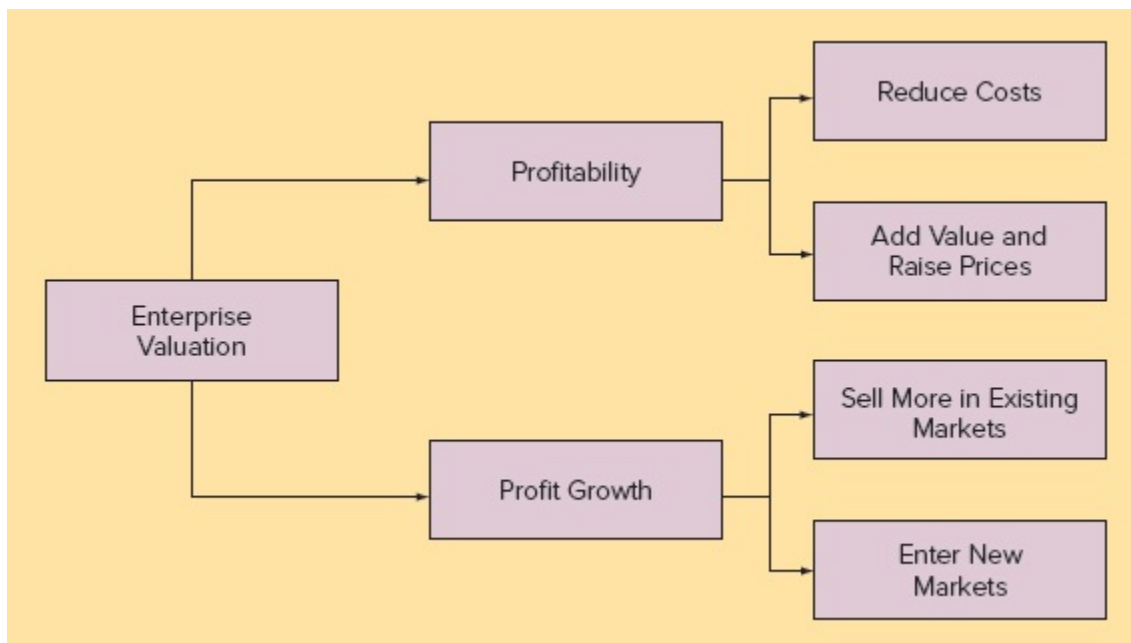 Enterprise
Valuation
Profitability
Reduce Costs
Add Value and
Raise Prices
Profit Growth
Sell More in Existing
Markets
Enter New
Markets